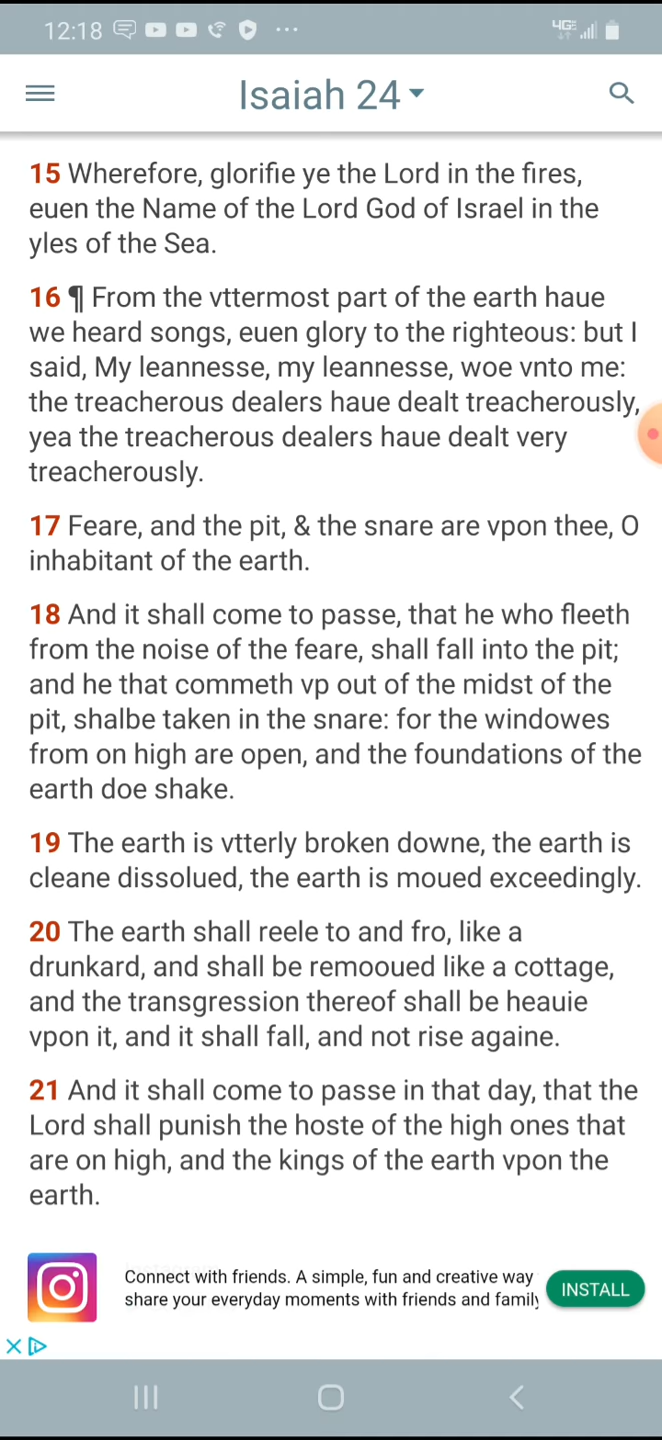 12:18
4GE
Isaiah 24
15 Wherefore, glorifie ye the Lord in the fires,
euen the Name of the Lord God of Israel in the
yles of the Sea.
16 ¶ From the vttermost part of the earth haue
we heard songs, euen glory to the righteous: but I
said, My leannesse, my leannesse, woe vnto me:
the treacherous dealers haue dealt treacherously,
yea the treacherous dealers haue dealt very
treacherously.
17 Feare, and the pit, & the snare are vpon thee, O
inhabitant of the earth.
18 And it shall come to passe, that he who fleeth
from the noise of the feare, shall fall into the pit;
and he that commeth vp out of the midst of the
pit, shalbe taken in the snare: for the windowes
from on high are open, and the foundations of the
earth doe shake.
19 The earth is vtterly broken downe, the earth is
cleane dissolued, the earth is moued exceedingly.
20 The earth shall reele to and fro, like a
drunkard, and shall be remooued like a cottage,
and the transgression thereof shall be heauie
vpon it, and it shall fall, and not rise againe.
21 And it shall come to passe in that day, that the
Lord shall punish the hoste of the high ones that
are on high, and the kings of the earth vpon the
earth.
Connect with friends. A simple, fun and creative way
share your everyday moments with friends and family
INSTALL